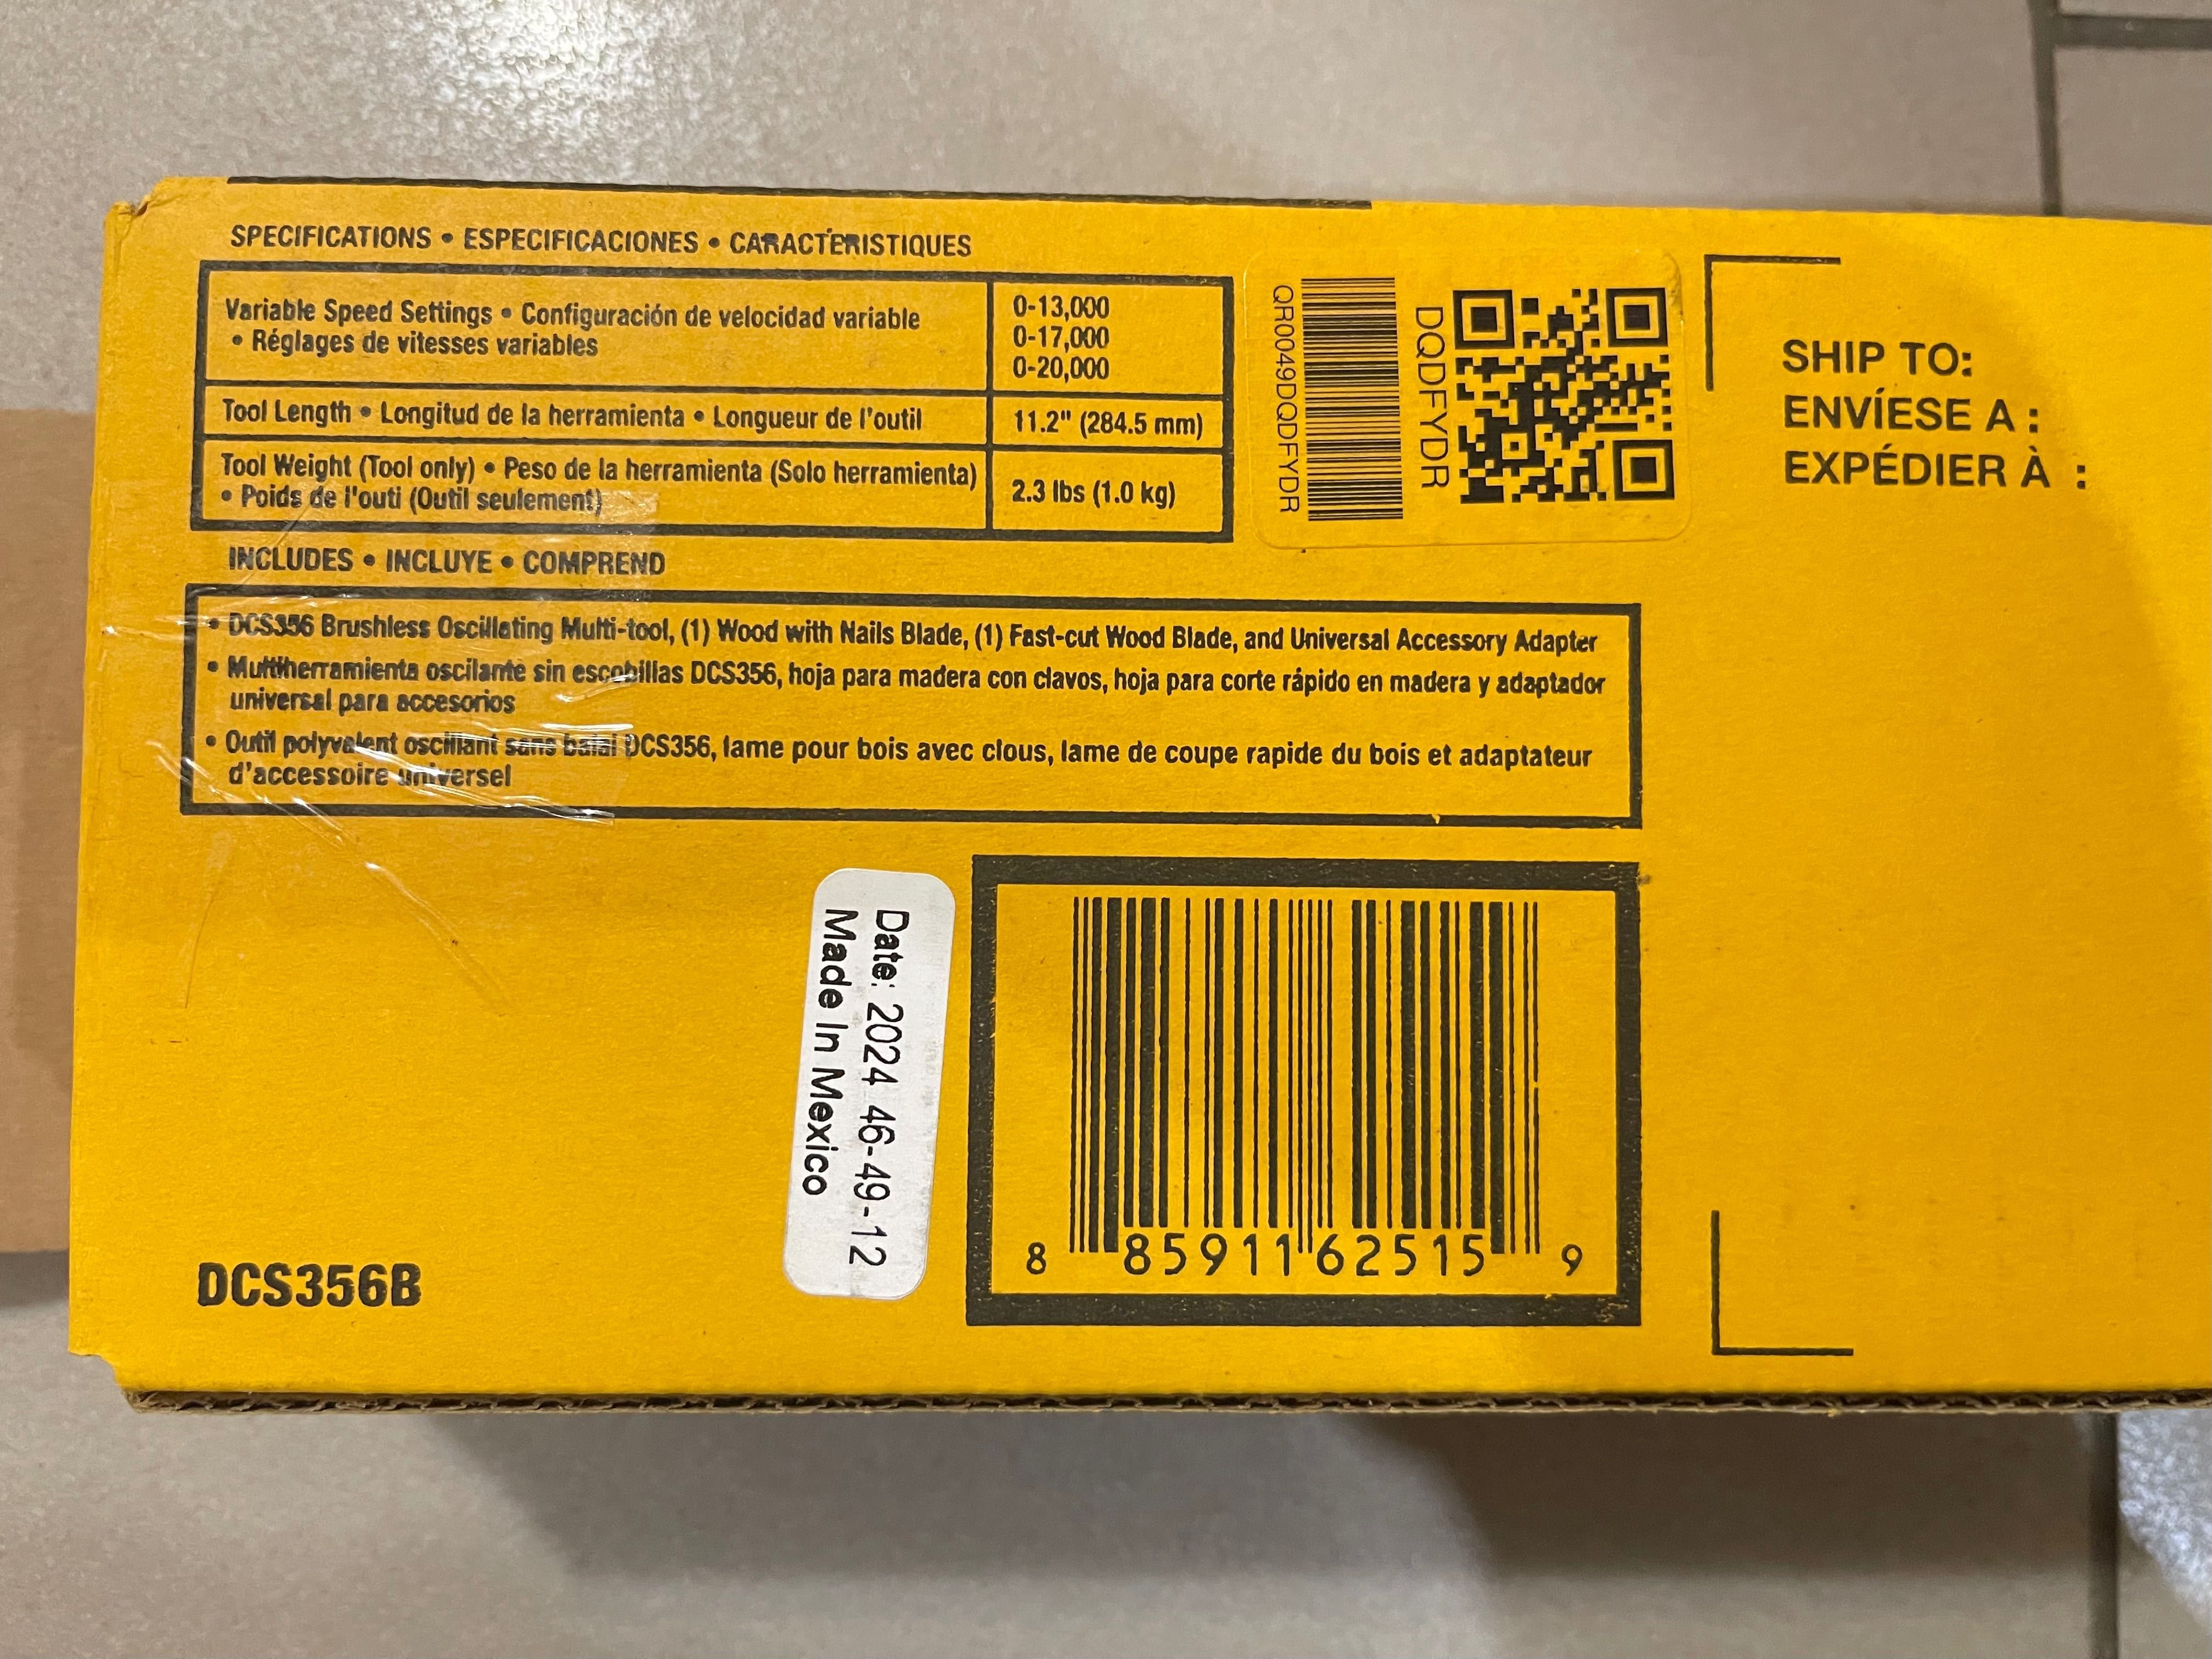 SPECIFICATIONS • ESPECIFICACIONES • CARACTÉRISTIQUES
Variable Speed Settings • Configuración de velocidad variable
• Réglages de vitesses variables
0-13,000
0-17,000
0-20,000
Tool Length • Longitud de la herramienta • Longueur de l'outil
11.2" (284.5 mm)
Tool Weight (Tool only) • Peso de la herramienta (Solo herramienta)
• Poids de l'outi (Outil seulement)
2.3 lbs (1.0 kg)
QR0049DQDFYDR
DQDFYDR
SHIP TO:
ENVÍESE A :
EXPÉDIER À :
INCLUDES • INCLUYE • COMPREND
• DCS356 Brushless Oscillating Multi-tool, (1) Wood with Nails Blade, (1) Fast-cut Wood Blade, and Universal Accessory Adapter
• Multiherramienta oscilante sin escobillas DCS356, hoja para madera con clavos, hoja para corte rápido en madera y adaptador
universal para accesorios
• Outil polyvalent oscillant sans balai DCS356, lame pour bois avec clous, lame de coupe rapide du bois et adaptateur
d'accessoire universel
Date: 2024 46-49-12
Made In Mexico
8 85911 62515 9
DCS356B